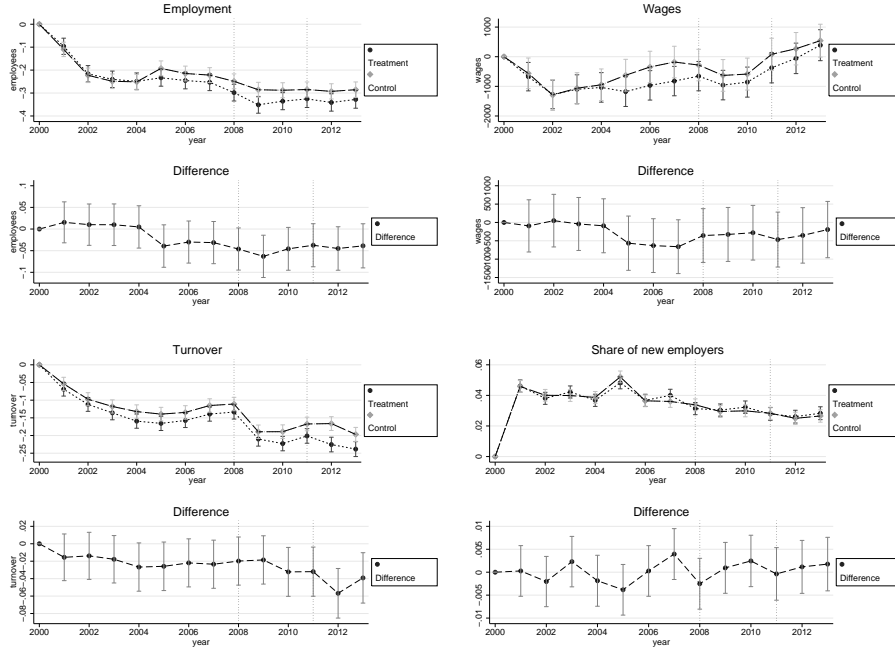 Employment
0
-.1
-.2
-.3
-.4
employees
2000 2002 2004 2006 2008 2010 2012
year
Treatment
Control
Wages
1000
0
-1000
-2000
wages
2000 2002 2004 2006 2008 2010 2012
year
Treatment
Control
Difference
.1
.05
0
-.05
-.1
employees
2000 2002 2004 2006 2008 2010 2012
year
Difference
Difference
-1500-1000-500 0 500 1000
wages
2000 2002 2004 2006 2008 2010 2012
year
Difference
Turnover
0
-.05
-.1
-.15
-.2
-.25
turnover
2000 2002 2004 2006 2008 2010 2012
year
Treatment
Control
Share of new employers
.06
.04
.02
0
2000 2002 2004 2006 2008 2010 2012
year
Treatment
Control
Difference
-.08-.06-.04-.02 0 .02
turnover
2000 2002 2004 2006 2008 2010 2012
year
Difference
Difference
.01
.005
0
-.005
-.01
2000 2002 2004 2006 2008 2010 2012
year
Difference